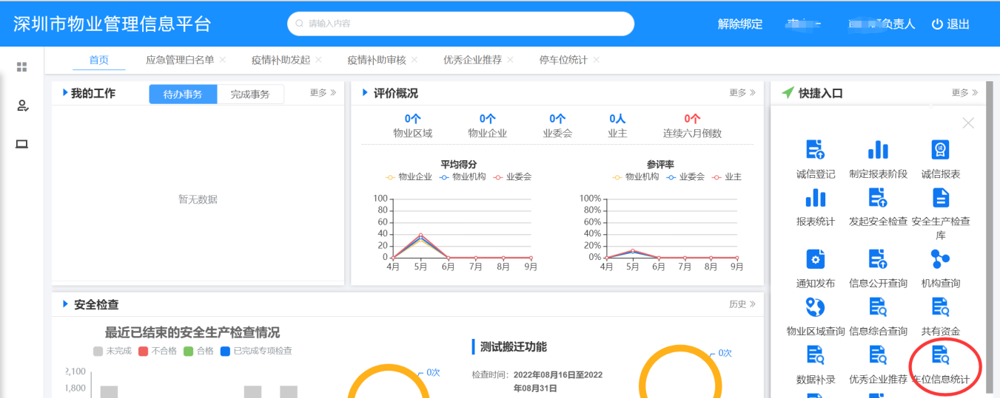 深圳市物业管理信息平台
请输入内容
解除绑定
负责人
退出
首页
应急管理白名单
疫情补助发起
疫情补助审核
优秀企业推荐
停车位统计
我的工作
待办事务
完成事务
更多
暂无数据
评价概况
更多
0个
0个
0个
0人
0个
物业区域
物业企业
业委会
业主
连续六月倒数
平均得分
物业企业
物业机构
业委会
100
80
60
40
20
0
4月
5月
6月
7月
8月
9月
参评率
物业机构
业委会
业主
100%
80%
60%
40%
20%
0%
4月
5月
6月
7月
8月
9月
快捷入口
更多
诚信登记
制定报表阶段
诚信报表
报表统计
发起安全检查
安全生产检查
库
通知发布
信息公开查询
机构查询
物业区域查询
信息综合查询
共有资金
数据补录
优秀企业推荐
车位信息统计
安全检查
历史
最近已结束的安全生产检查情况
未完成
不合格
合格
已完成专项检查
2,100
1,800
0次
测试搬迁功能
检查时间：2022年08月16日至2022
年08月31日
0次